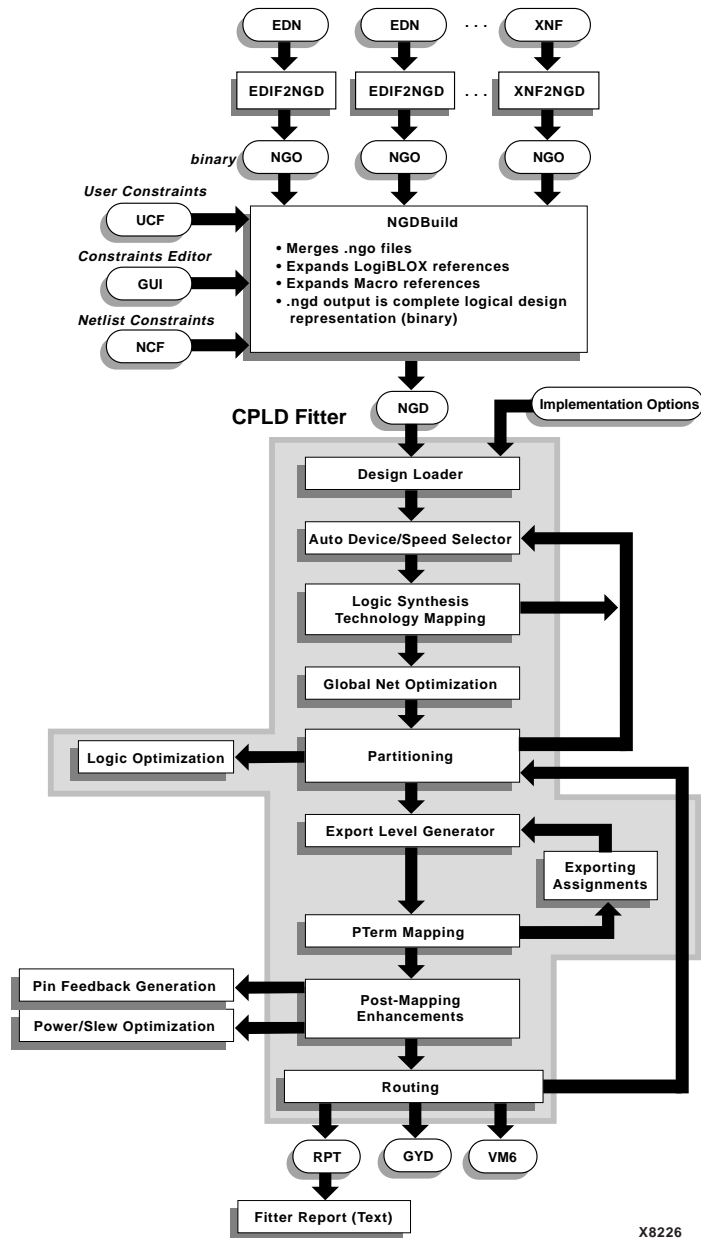 EDN EDN . . . XNF
EDIF2NGD EDIF2NGD . . . XNF2NGD
binary NGO NGO NGO
User Constraints
UCF
Constraints Editor
GUI
Netlist Constraints
NCF
NGDBuild
• Merges .ngo files
• Expands LogiBLOX references
• Expands Macro references
• .ngd output is complete logical design
representation (binary)
NGD
Implementation Options
CPLD Fitter
Design Loader
Auto Device/Speed Selector
Logic Synthesis
Technology Mapping
Global Net Optimization
Logic Optimization
Partitioning
Export Level Generator
Exporting
Assignments
PTerm Mapping
Pin Feedback Generation
Post-Mapping
Enhancements
Power/Slew Optimization
Routing
RPT GYD VM6
Fitter Report (Text)
X8226